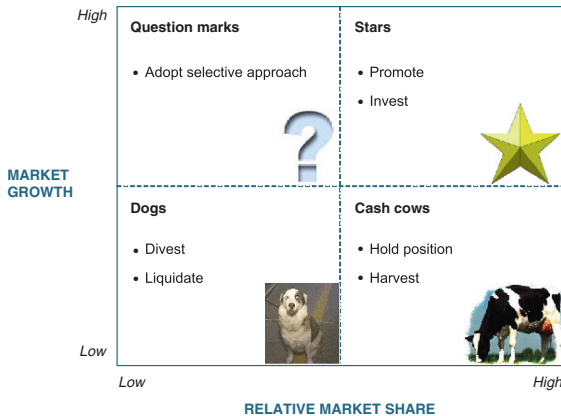 High
Question marks
• Adopt selective approach
Stars
• Promote
• Invest
MARKET
GROWTH
Dogs
• Divest
• Liquidate
Cash cows
• Hold position
• Harvest
Low
Low
High
RELATIVE MARKET SHARE